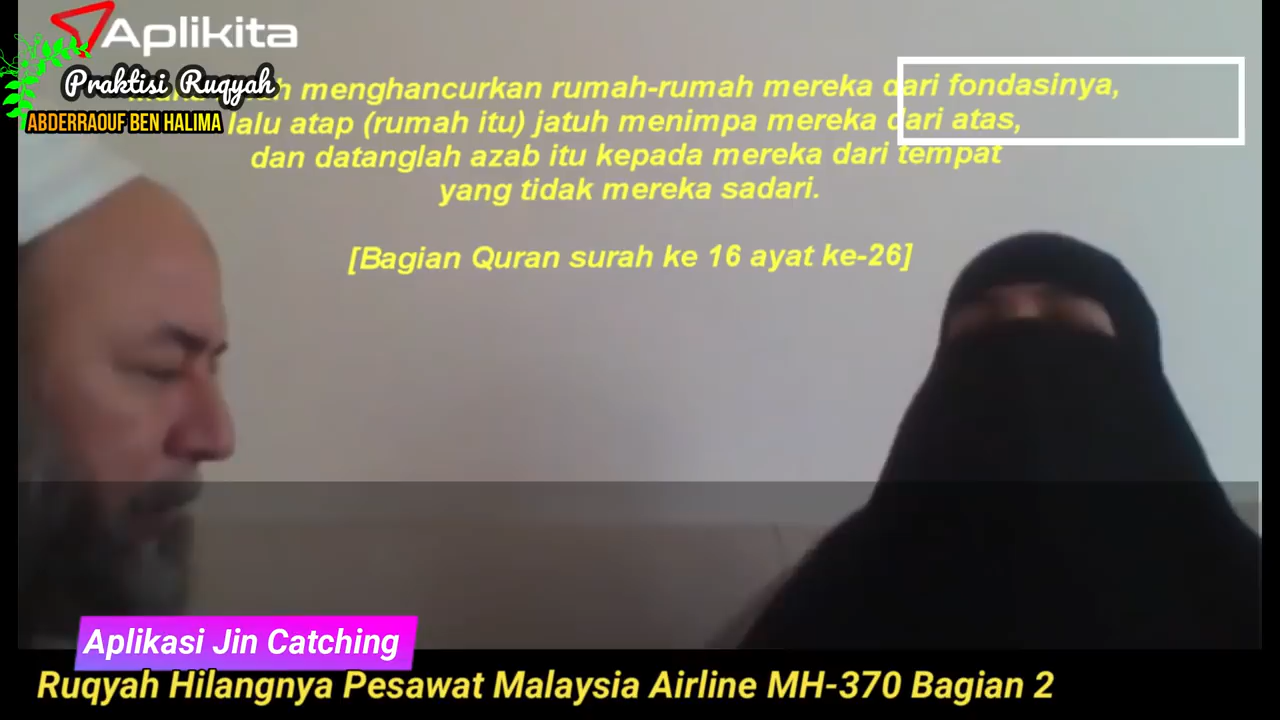 Aplikita
Praktisi Ruqyah
ABDERRAOUF BEN HALIMA
menghancurkan rumah-rumah mereka dari fondasinya,
lalu atap (rumah itu) jatuh menimpa mereka dari atas,
dan datanglah azab itu kepada mereka dari tempat
yang tidak mereka sadari.
[Bagian Quran surah ke 16 ayat ke-26]
Aplikasi Jin Catching
Ruqyah Hilangnya Pesawat Malaysia Airline MH-370 Bagian 2